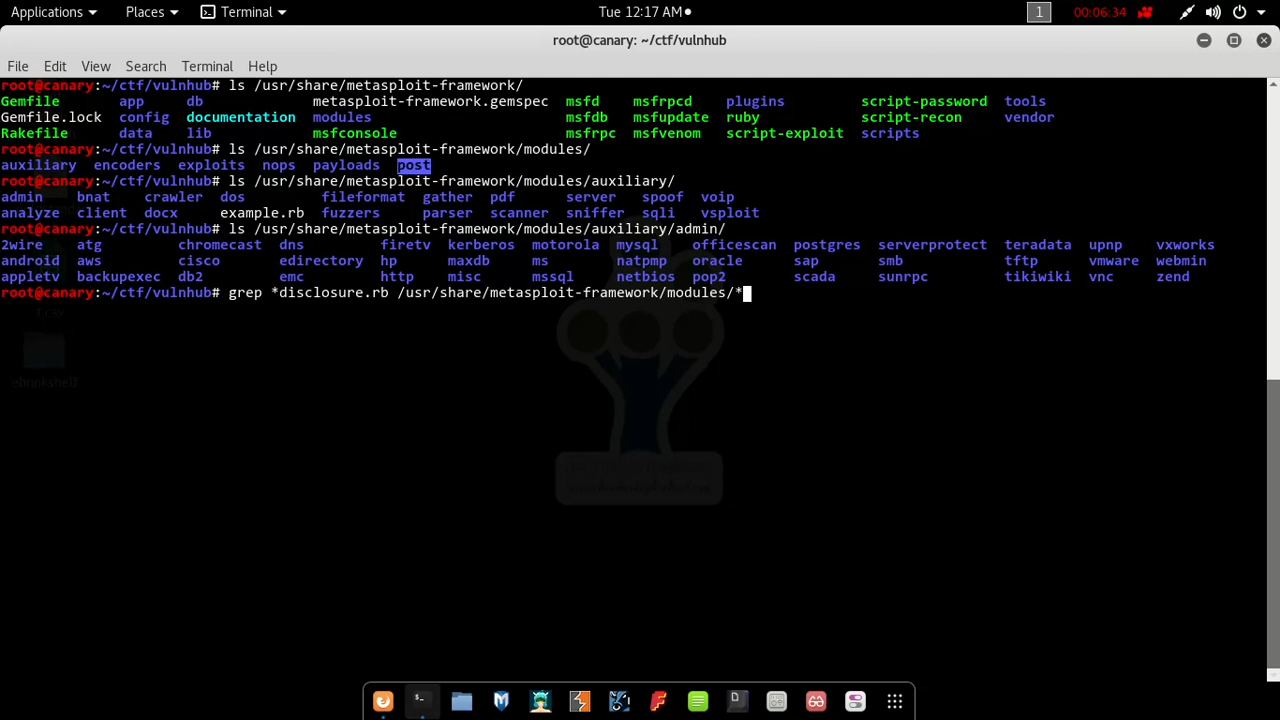 Applications Places Terminal Tue 12:17 AM 1 00:06:34
root@canary: ~/ctf/vulnhub
File Edit View Search Terminal Help
root@canary:~/ctf/vulnhub# ls /usr/share/metasploit-framework/
Gemfile app db metasploit-framework.gemspec msfd msfrpcd plugins script-password tools
Gemfile.lock config documentation modules msfdb msfupdate ruby script-recon vendor
Rakefile data lib msfconsole msfrpc msfvenom script-exploit scripts
root@canary:~/ctf/vulnhub# ls /usr/share/metasploit-framework/modules/
auxiliary encoders exploits nops payloads post
root@canary:~/ctf/vulnhub# ls /usr/share/metasploit-framework/modules/auxiliary/
admin bnat crawler dos fileformat gather pdf server spoof voip
analyze client docx example.rb fuzzers parser scanner sniffer sqli vsploit
root@canary:~/ctf/vulnhub# ls /usr/share/metasploit-framework/modules/auxiliary/admin/
2wire atg chromecast dns firetv kerberos motorola mysql officescan postgres serverprotect teradata upnp vxworks
android aws cisco edirectory hp maxdb ms natpmp oracle sap smb tftp vmware webmin
appletv backupexec db2 emc http misc mssql netbios pop2 scada sunrpc tikiwiki vnc zend
root@canary:~/ctf/vulnhub# grep *disclosure.rb /usr/share/metasploit-framework/modules/*
ebookshelf